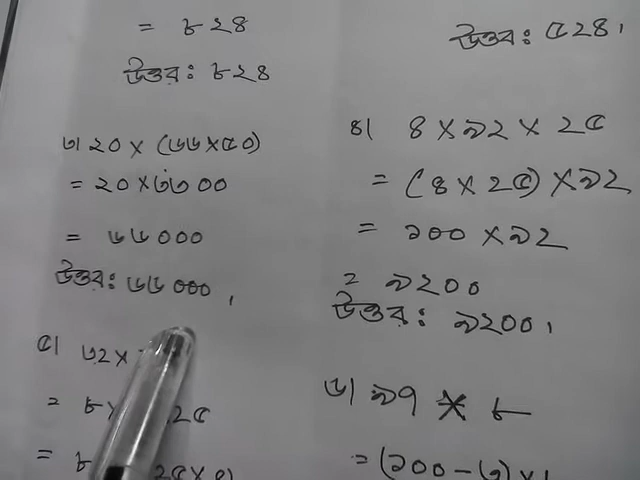 = ৮২৪
উত্তর: ৮২৪
৩| ২০ × (৬৬×৫০)
= ২০ × ৩৩০০
= ৬৬০০০
উত্তর: ৬৬০০০,
৫| ৩২×
= ৮× ২৫
= ৮ ২৫×৪)
উত্তর: ৫২৪,
৪| ৪ × ৯২ × ২৫
= (৪ × ২৫) × ৯২
= ১০০ × ৯২
= ৯২০০
উত্তর: ৯২০০,
৬| ৯৭ × ৮
= (১০০ - ৩) ×